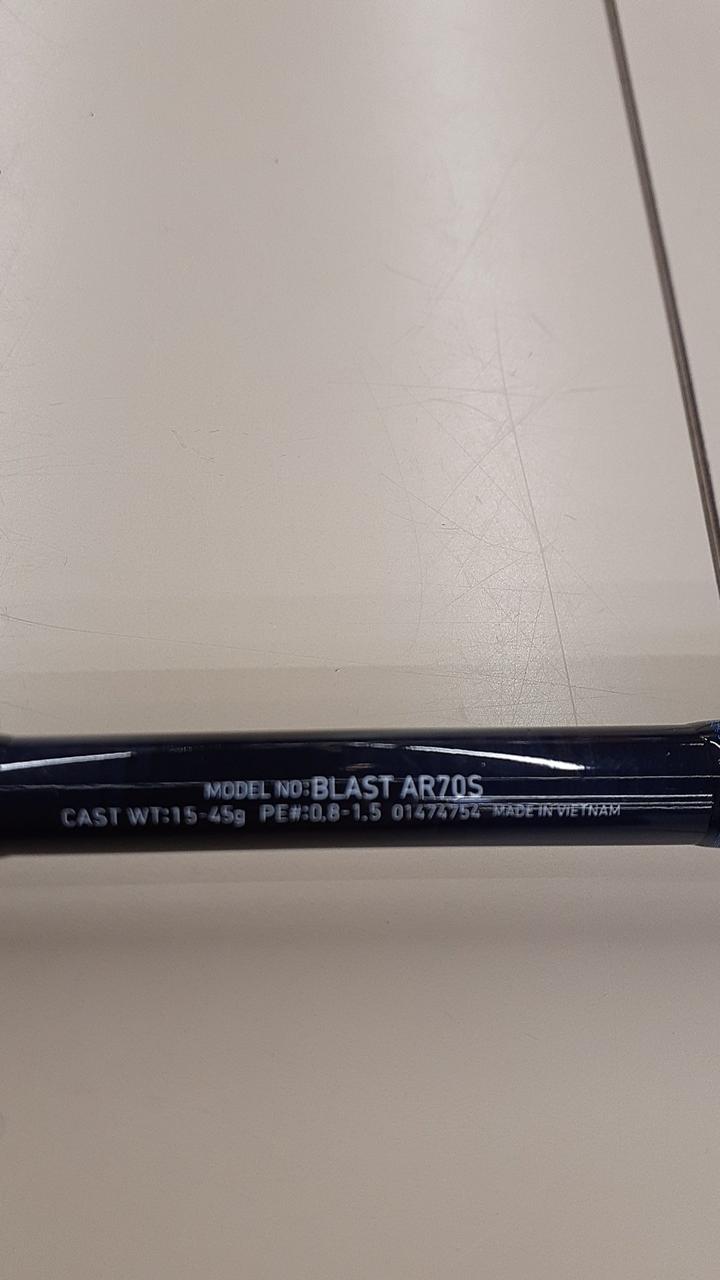 MODEL NO:BLAST AR70S
CAST WT:15-45g PE#:0.8-1.5 01474754 MADE IN VIETNAM